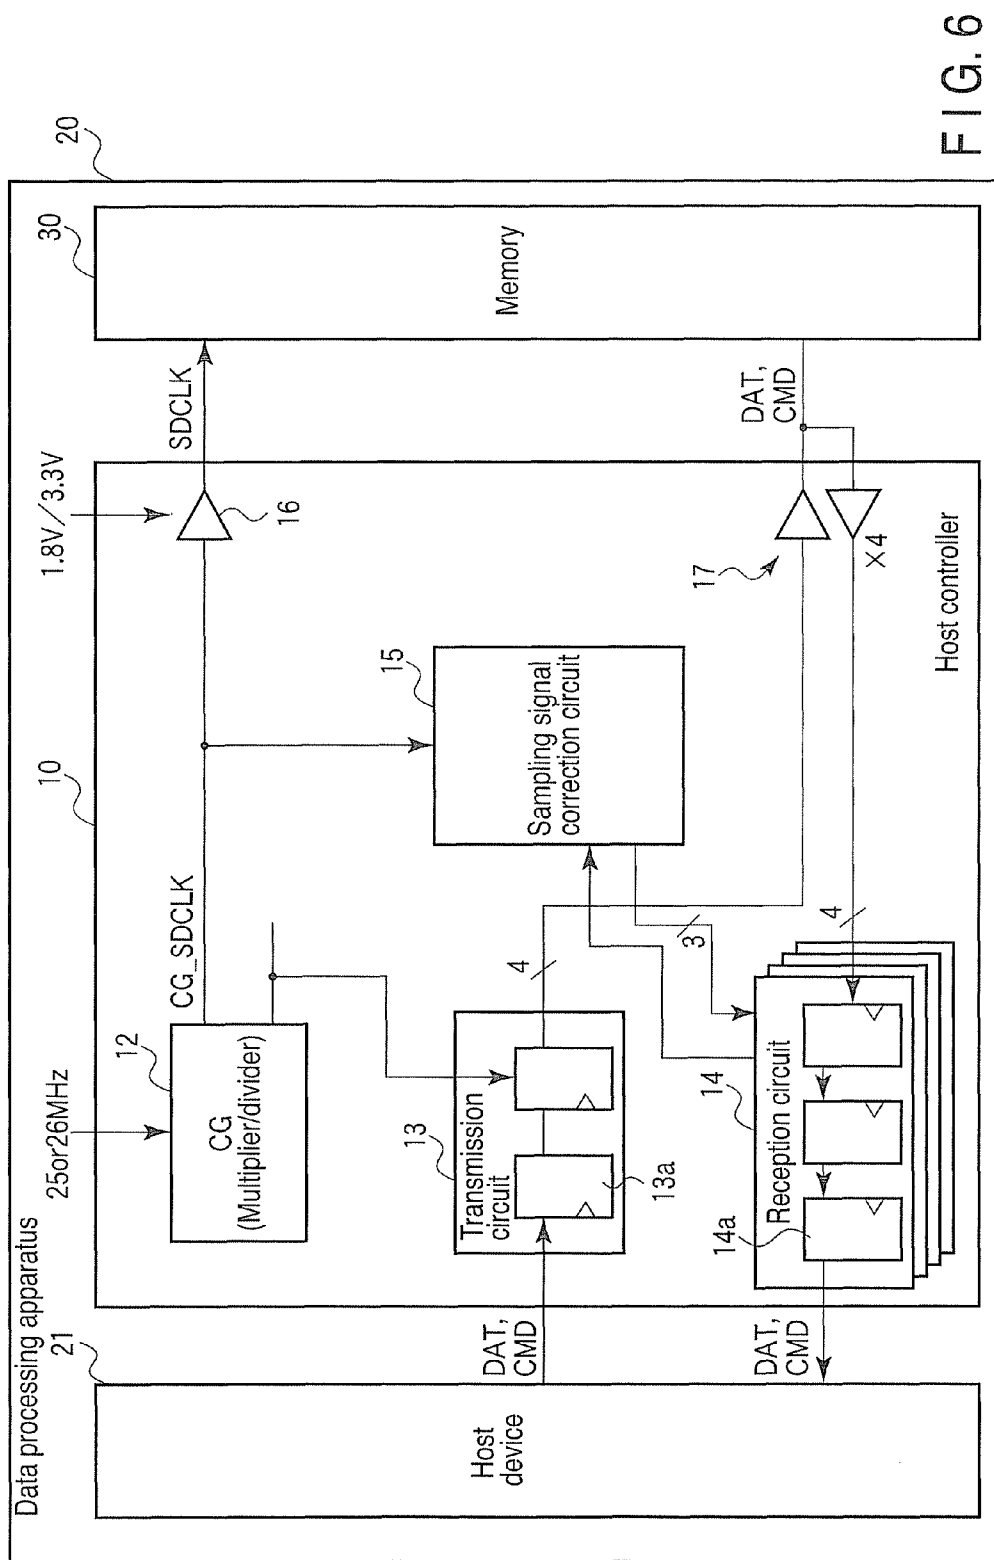 Data processing apparatus
20
21
10
30
25or26MHz
1.8V/3.3V
12
CG
(Multiplier/divider)
CG_SDCLK
16
SDCLK
Host
device
Memory
15
Sampling signal
correction circuit
13
Transmission
circuit
13a
4
3
DAT,
CMD
17
DAT,
CMD
×4
4
14
Reception circuit
14a
DAT,
CMD
Host controller
FIG. 6